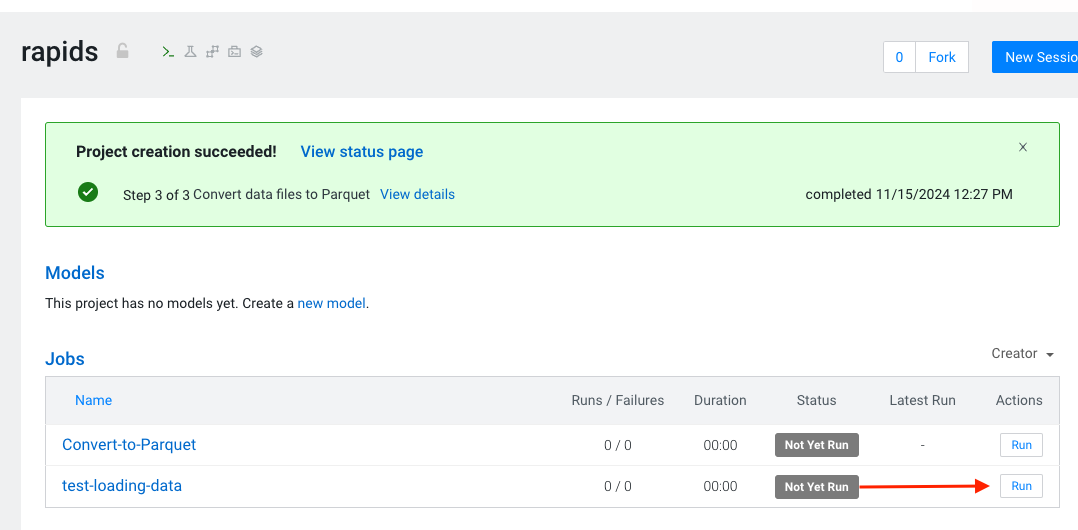 rapids
0 Fork New Sessio
Project creation succeeded! View status page
Step 3 of 3 Convert data files to Parquet View details completed 11/15/2024 12:27 PM
Models
This project has no models yet. Create a new model.
Jobs Creator
Name Runs / Failures Duration Status Latest Run Actions
Convert-to-Parquet 0 / 0 00:00 Not Yet Run - Run
test-loading-data 0 / 0 00:00 Not Yet Run Run